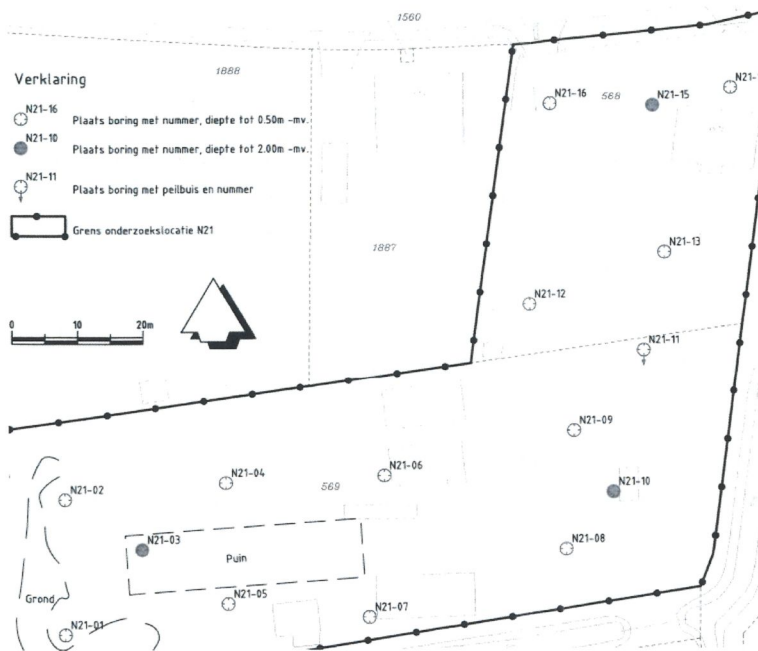 1560
1888
Verklaring
N21-16
Plaats boring met nummer, diepte tot 0.50m -mv.
N21-10
Plaats boring met nummer, diepte tot 2.00m -mv.
N21-11
Plaats boring met peilbuis en nummer
Grens onderzoekslocatie N21
0 10 20m
1887
N21-16
568
N21-15
N21-
N21-13
N21-12
N21-11
N21-09
N21-10
N21-08
N21-06
569
N21-04
N21-02
N21-03
Puin
Grond
N21-05
N21-07
N21-01